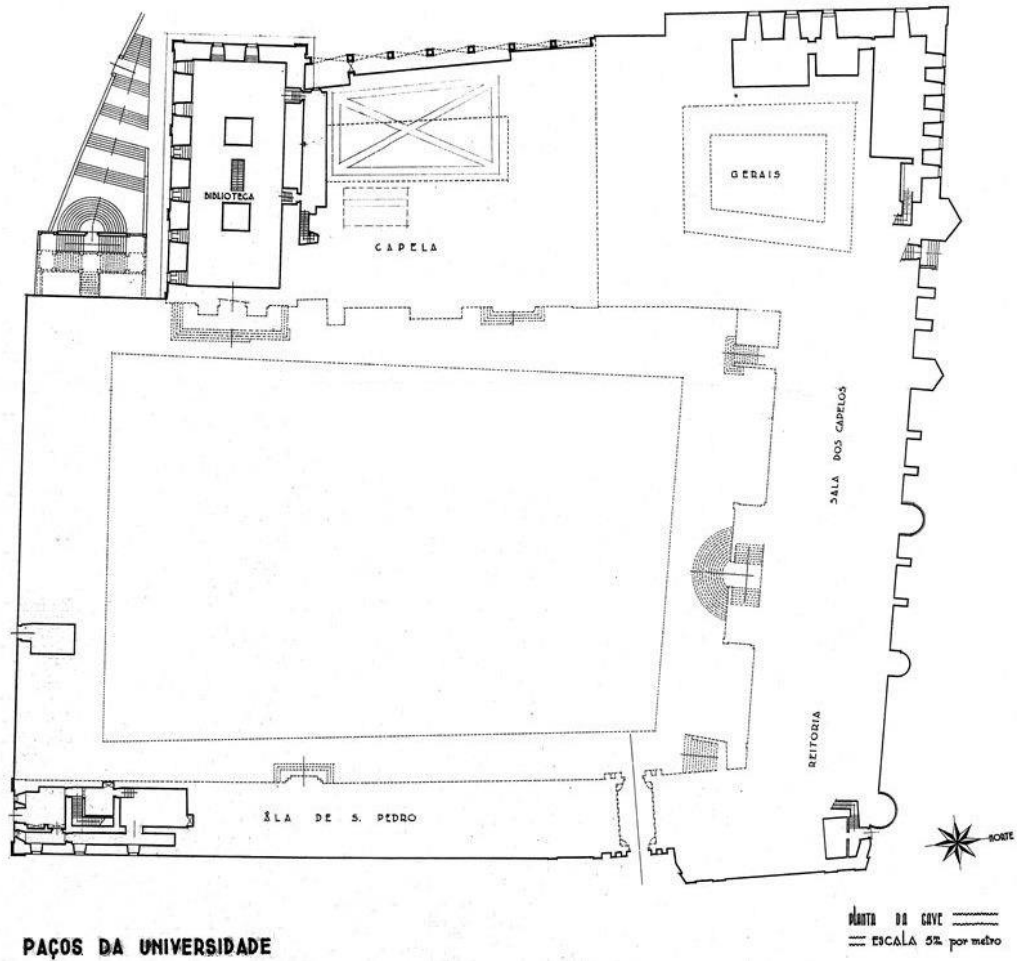 BIBLIOTECA
CAPELA
GERAIS
SALA DOS CAPELOS
REITORIA
ALA DE S. PEDRO
NORTE
PLANTA DA CAVE
ESCALA 5% por metro
PAÇOS DA UNIVERSIDADE